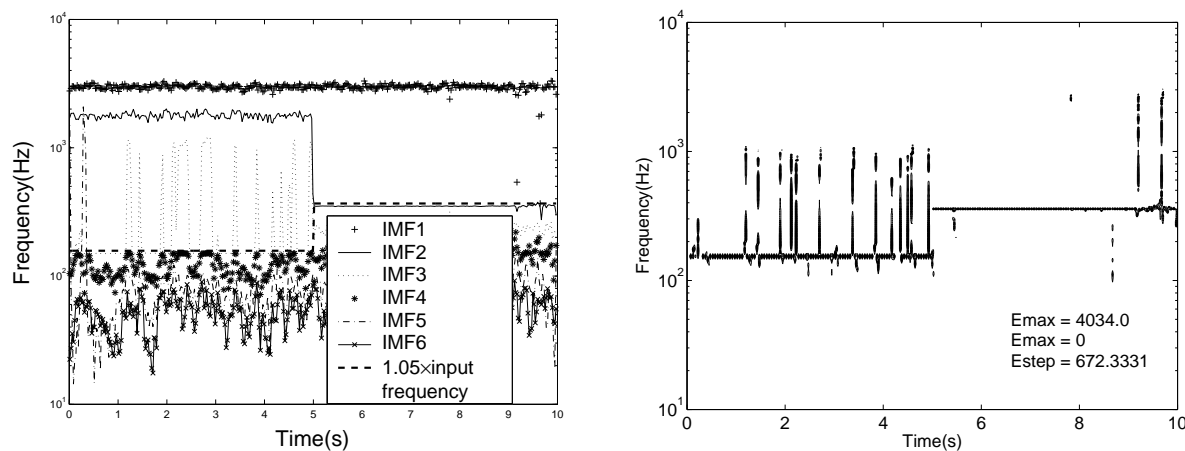 10^4
10^3
10^2
10^1
Frequency(Hz)
0 1 2 3 4 5 6 7 8 9 10
Time(s)
IMF1
IMF2
IMF3
IMF4
IMF5
IMF6
1.05×input
frequency
10^4
10^3
10^2
10^1
Frequency(Hz)
Emax = 4034.0
Emax = 0
Estep = 672.3331
0 2 4 6 8 10
Time(s)